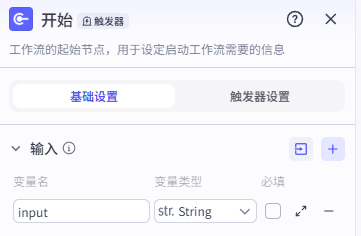 开始 触发器
工作流的起始节点，用于设定启动工作流需要的信息
基础设置 触发器设置
输入
变量名 变量类型 必填
input str. String